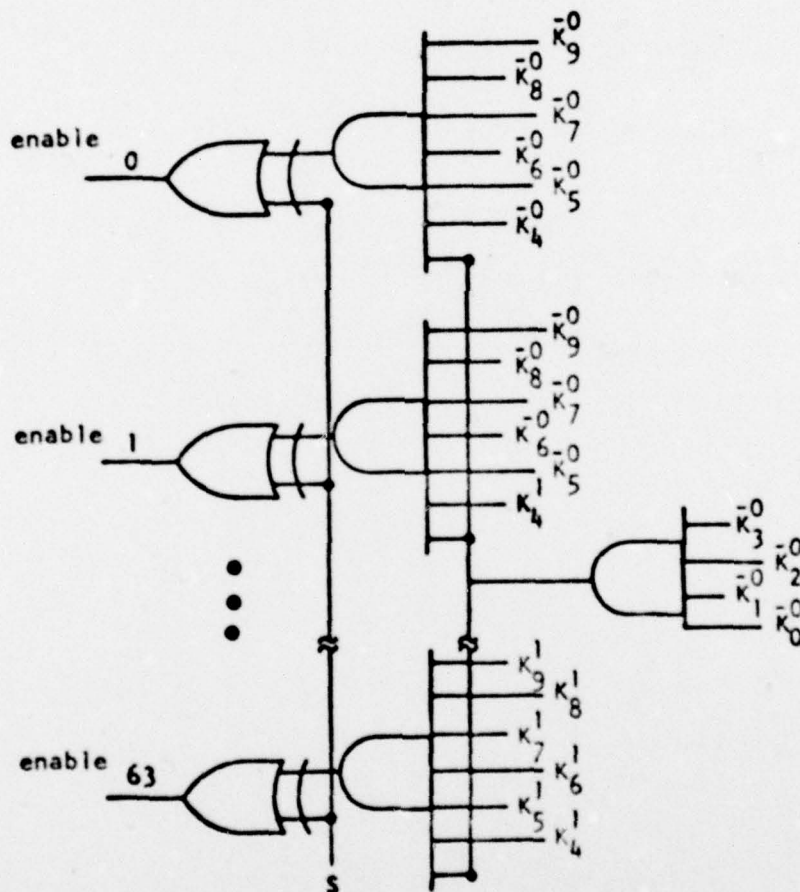 K̄⁰₉
K̄⁰₈
K̄⁰₇
enable 0
K̄⁰₆
K̄⁰₅
K̄⁰₄
K̄⁰₉
K̄⁰₈
K̄⁰₇
enable 1
K̄⁰₆
K̄⁰₅
K¹₄
K̄⁰₃
K̄⁰₂
K̄⁰₁
K̄⁰₀
K¹₉
K¹₈
K¹₇
enable 63
K¹₆
K¹₅
K¹₄
S